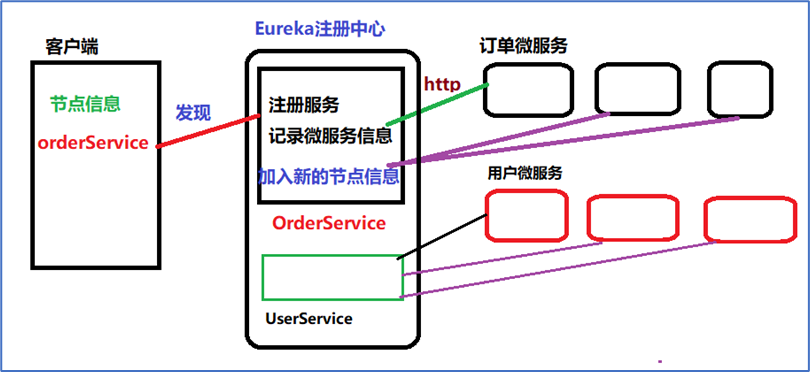 Eureka注册中心
客户端
节点信息
orderService
发现
注册服务
记录微服务信息
加入新的节点信息
OrderService
UserService
http
订单微服务
用户微服务